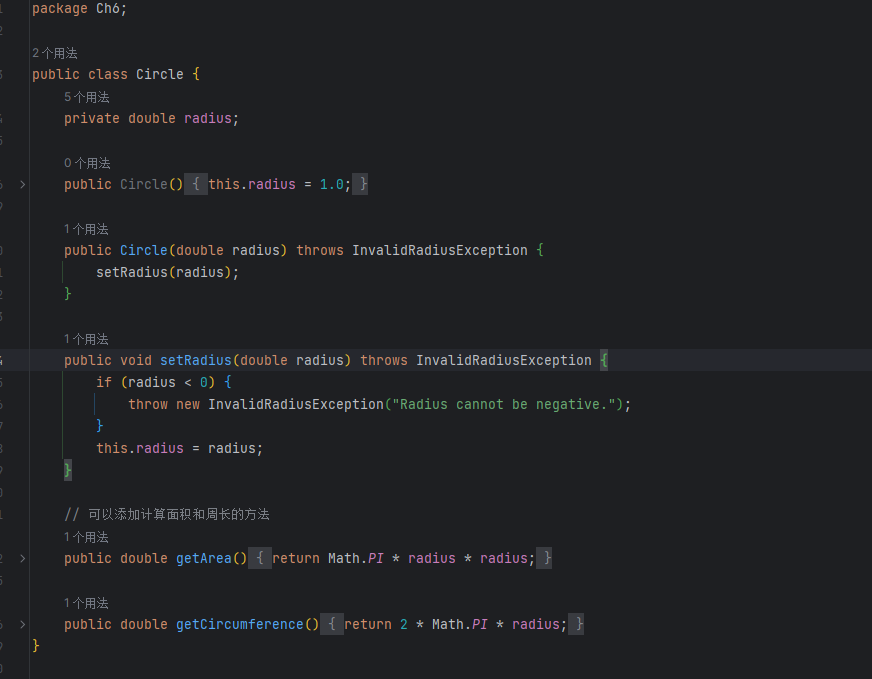 package Chó;
2 个用法
public class Circle {
5 个用法
private double radius;
0 个用法
public Circle() { this.radius = 1.0; }
1 个用法
public Circle(double radius) throws InvalidRadiusException {
setRadius(radius);
}
1 个用法
public void setRadius(double radius) throws InvalidRadiusException {
if (radius < 0) {
throw new InvalidRadiusException("Radius cannot be negative.");
}
this.radius = radius;
}
// 可以添加计算面积和周长的方法
1 个用法
public double getArea() { return Math.PI * radius * radius; }
1 个用法
public double getCircumference() { return 2 * Math.PI * radius; }
}